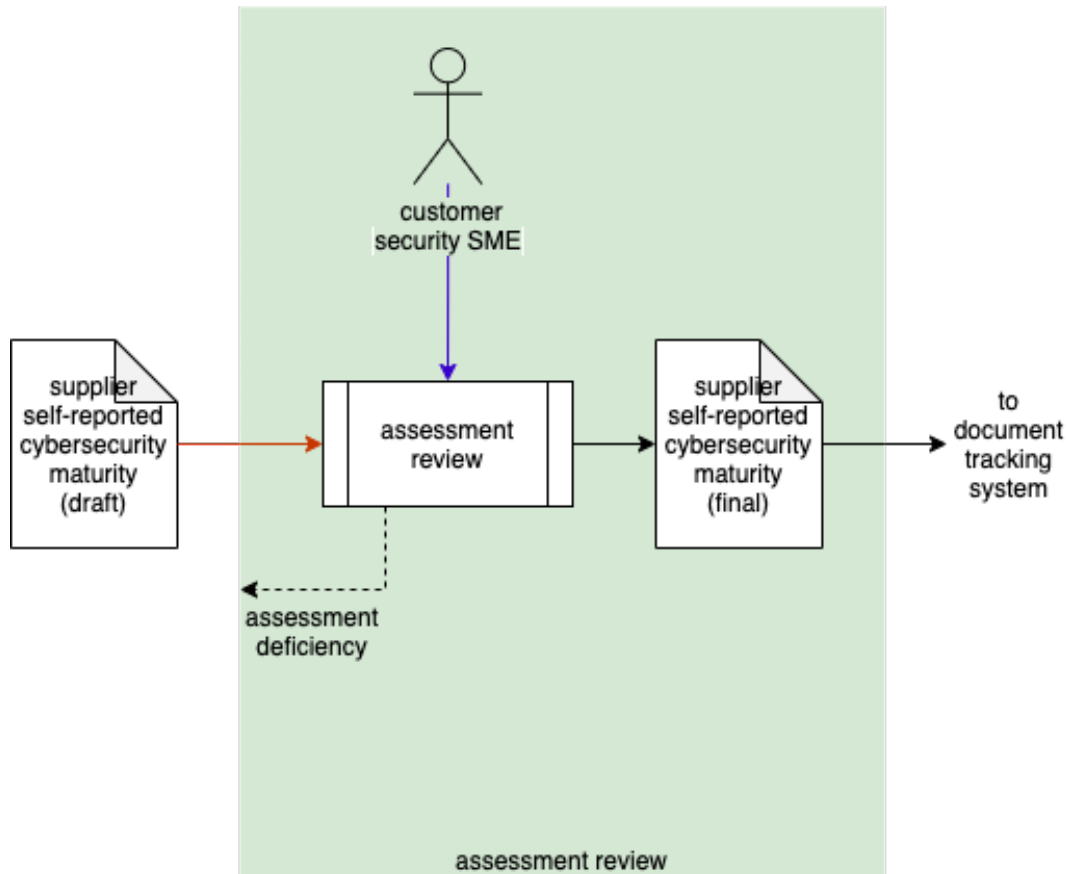 customer
security SME
supplier
self-reported
cybersecurity
maturity
(draft)
assessment
review
supplier
self-reported
cybersecurity
maturity
(final)
to
document
tracking
system
assessment
deficiency
assessment review